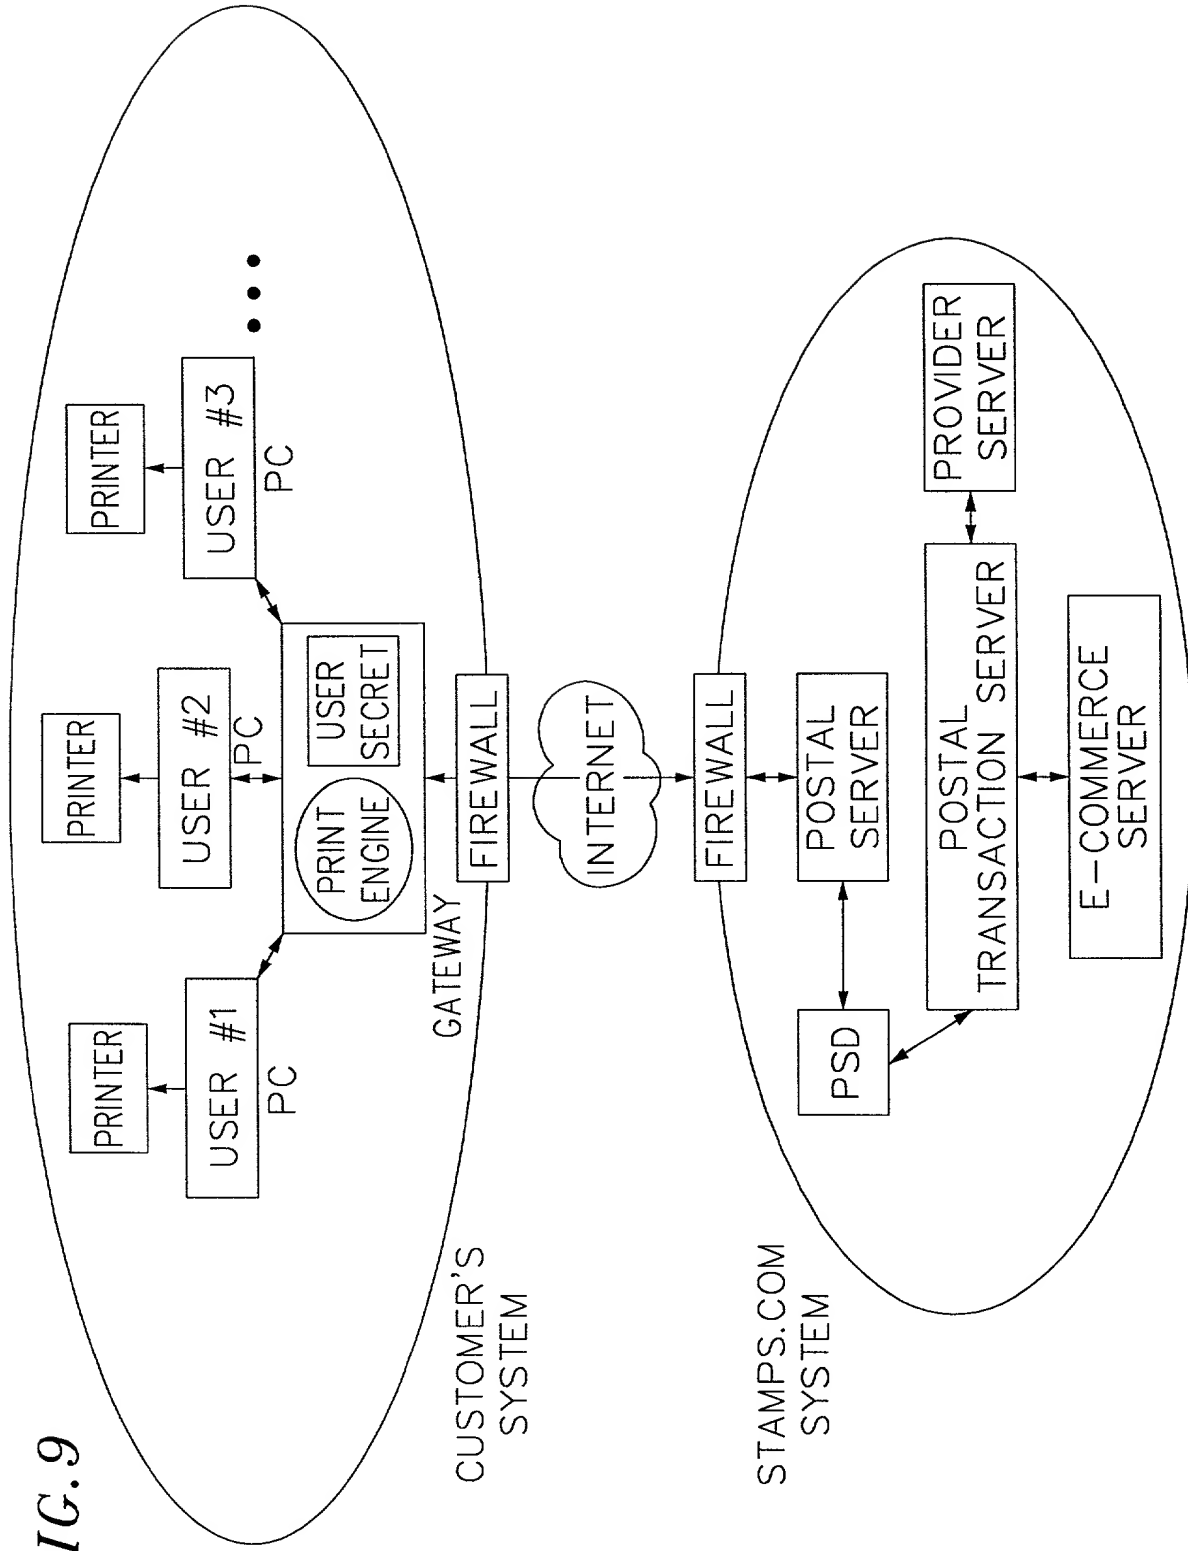 IG. 9
PRINTER
PRINTER
PRINTER
USER #1
PC
USER #2
PC
USER #3
PC
PRINT
ENGINE
USER
SECRET
GATEWAY
FIREWALL
CUSTOMER'S
SYSTEM
INTERNET
STAMPS.COM
SYSTEM
FIREWALL
PSD
POSTAL
SERVER
POSTAL
TRANSACTION SERVER
PROVIDER
SERVER
E-COMMERCE
SERVER